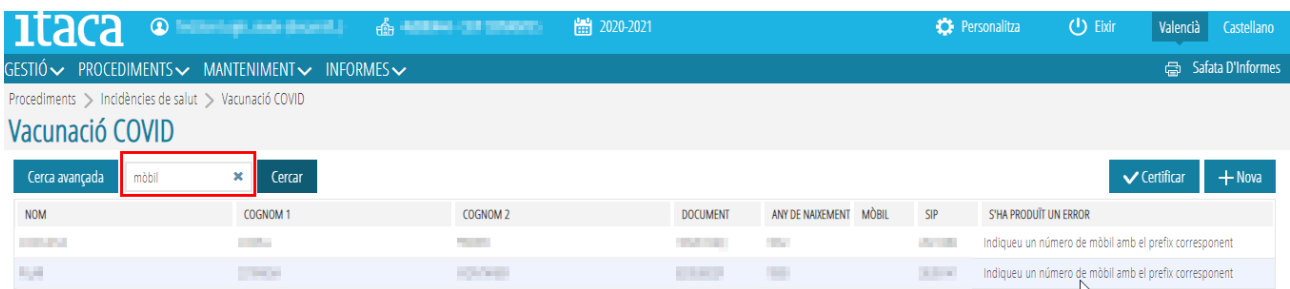 itaca 2020-2021 Personalitza Eixir Valencià Castellano
GESTIÓ PROCEDIMENTS MANTENIMENT INFORMES Safata D'Informes
Procediments > Incidències de salut > Vacunació COVID
Vacunació COVID
Cerca avançada mòbil × Cercar Certificar + Nova
NOM COGNOM 1 COGNOM 2 DOCUMENT ANY DE NAIXEMENT MÒBIL SIP S'HA PRODUÏT UN ERROR
Indiqueu un número de mòbil amb el prefix corresponent
Indiqueu un número de mòbil amb el prefix corresponent